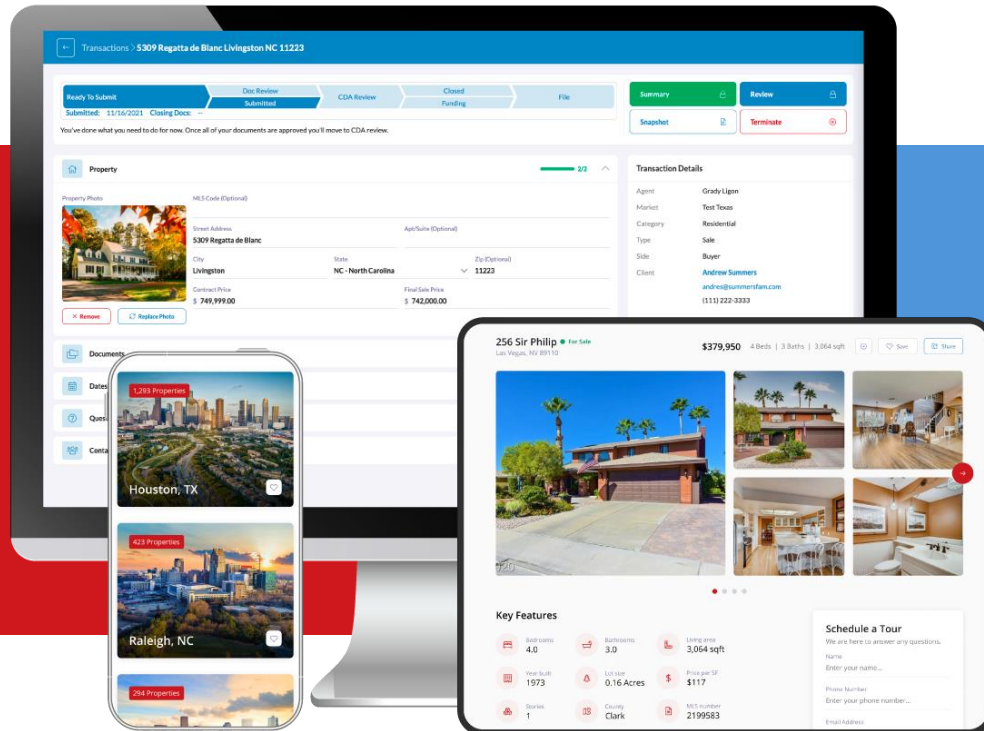 Transactions > 5309 Regatta de Blanc Livingston NC 11223
Ready To Submit
Doc Review
Submitted
CDA Review
Closed
Funding
File
Submitted: 11/16/2021 Closing Docs: --
You've done what you need to do for now. Once all of your documents are approved you'll move to CDA review.
Summary
Review
Snapshot
Terminate
Property
2/2
Property Photo
MLS Code (Optional)
Street Address
Apt/Suite (Optional)
5309 Regatta de Blanc
City
State
Zip (Optional)
Livingston
NC - North Carolina
11223
Contract Price
Final Sale Price
$ 749,999.00
$ 742,000.00
× Remove
Replace Photo
Transaction Details
Agent Grady Ligon
Market Test Texas
Category Residential
Type Sale
Side Buyer
Client Andrew Summers
andres@summersfam.com
(111) 222-3333
Documents
Dates
Ques
Conta
1,293 Properties
Houston, TX
423 Properties
Raleigh, NC
294 Properties
256 Sir Philip
For Sale
Las Vegas, NV 89110
$379,950 4 Beds | 3 Baths | 3,064 sqft
Save
Share
Key Features
Bedrooms
4.0
Bathrooms
3.0
Living area
3,064 sqft
Year built
1973
Lot size
0.16 Acres
Price per SF
$117
Stories
1
County
Clark
MLS number
2199583
Schedule a Tour
We are here to answer any questions.
Name
Enter your name...
Phone Number
Enter your phone number...
Email Address